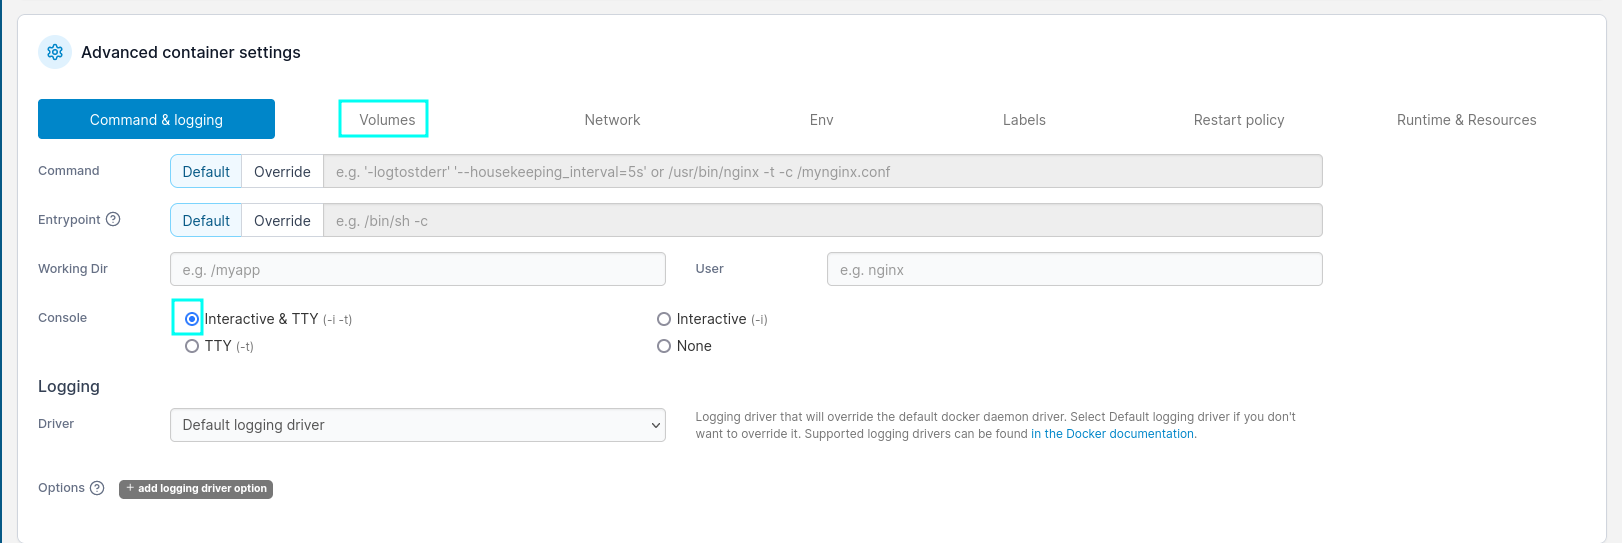 Advanced container settings
Command & logging Volumes Network Env Labels Restart policy Runtime & Resources
Command Default Override e.g. '-logtostderr' '--housekeeping_interval=5s' or /usr/bin/nginx -t -c /mynginx.conf
Entrypoint ? Default Override e.g. /bin/sh -c
Working Dir e.g. /myapp User e.g. nginx
Console Interactive & TTY (-i -t) Interactive (-i)
TTY (-t) None
Logging
Driver Default logging driver Logging driver that will override the default docker daemon driver. Select Default logging driver if you don't
want to override it. Supported logging drivers can be found in the Docker documentation.
Options ? + add logging driver option